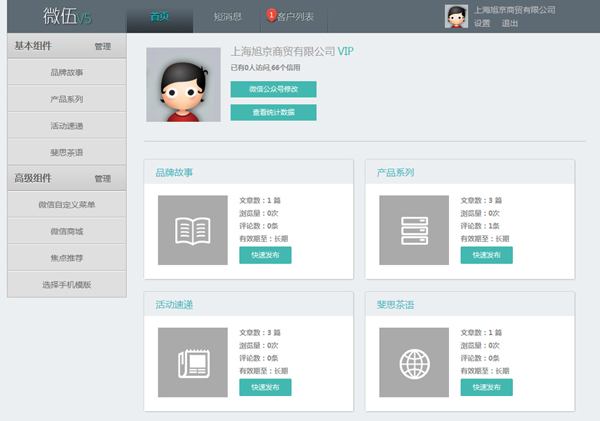 微伍V5
首页
短消息
1
客户列表
上海旭京商贸有限公司
设置 退出
基本组件 管理
品牌故事
产品系列
活动速递
斐思茶语
高级组件 管理
微信自定义菜单
微信商城
焦点推荐
选择手机模版
上海旭京商贸有限公司 VIP
已有0人访问,66个信用
微信公众号修改
查看统计数据
品牌故事
文章数：1 篇
浏览量：0次
评论数：0条
有效期至：长期
快速发布
产品系列
文章数：3 篇
浏览量：0次
评论数：1条
有效期至：长期
快速发布
活动速递
文章数：3 篇
浏览量：0次
评论数：0条
有效期至：长期
快速发布
斐思茶语
文章数：1 篇
浏览量：0次
评论数：0条
有效期至：长期
快速发布